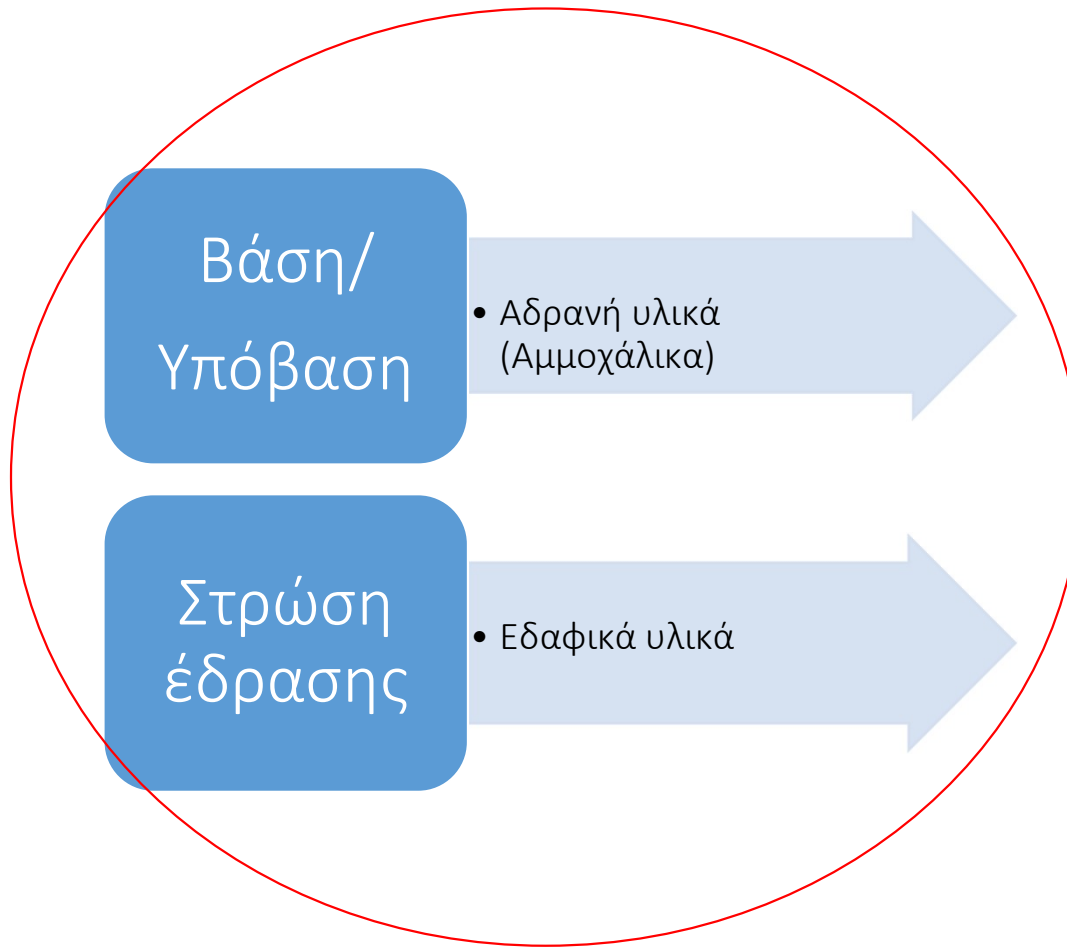 Βάση/
Υπόβαση
• Αδρανή υλικά
(Αμμοχάλικα)
Στρώση
έδρασης
• Εδαφικά υλικά